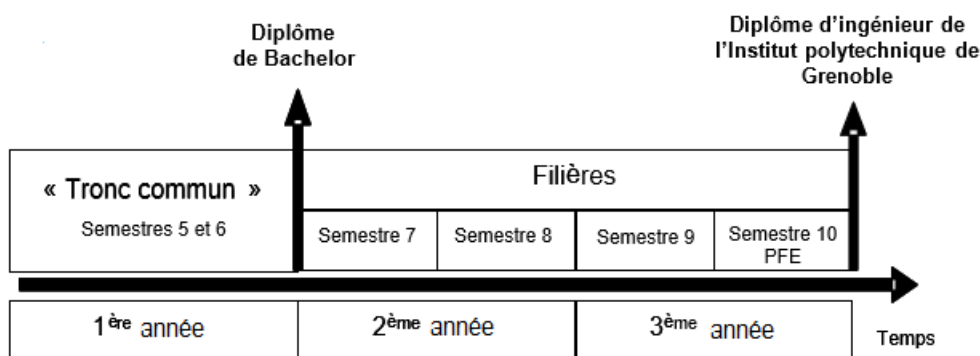 Diplôme
de Bachelor
Diplôme d'ingénieur de
l'Institut polytechnique de
Grenoble
« Tronc commun »
Semestres 5 et 6
Filières
Semestre 7
Semestre 8
Semestre 9
Semestre 10
PFE
1ère année
2ème année
3ème année
Temps